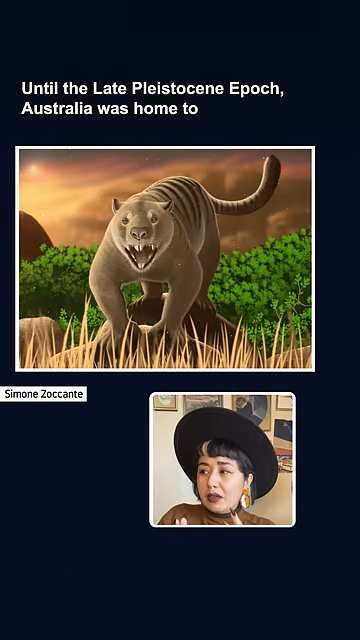 Until the Late Pleistocene Epoch,
Australia was home to
Simone Zoccante